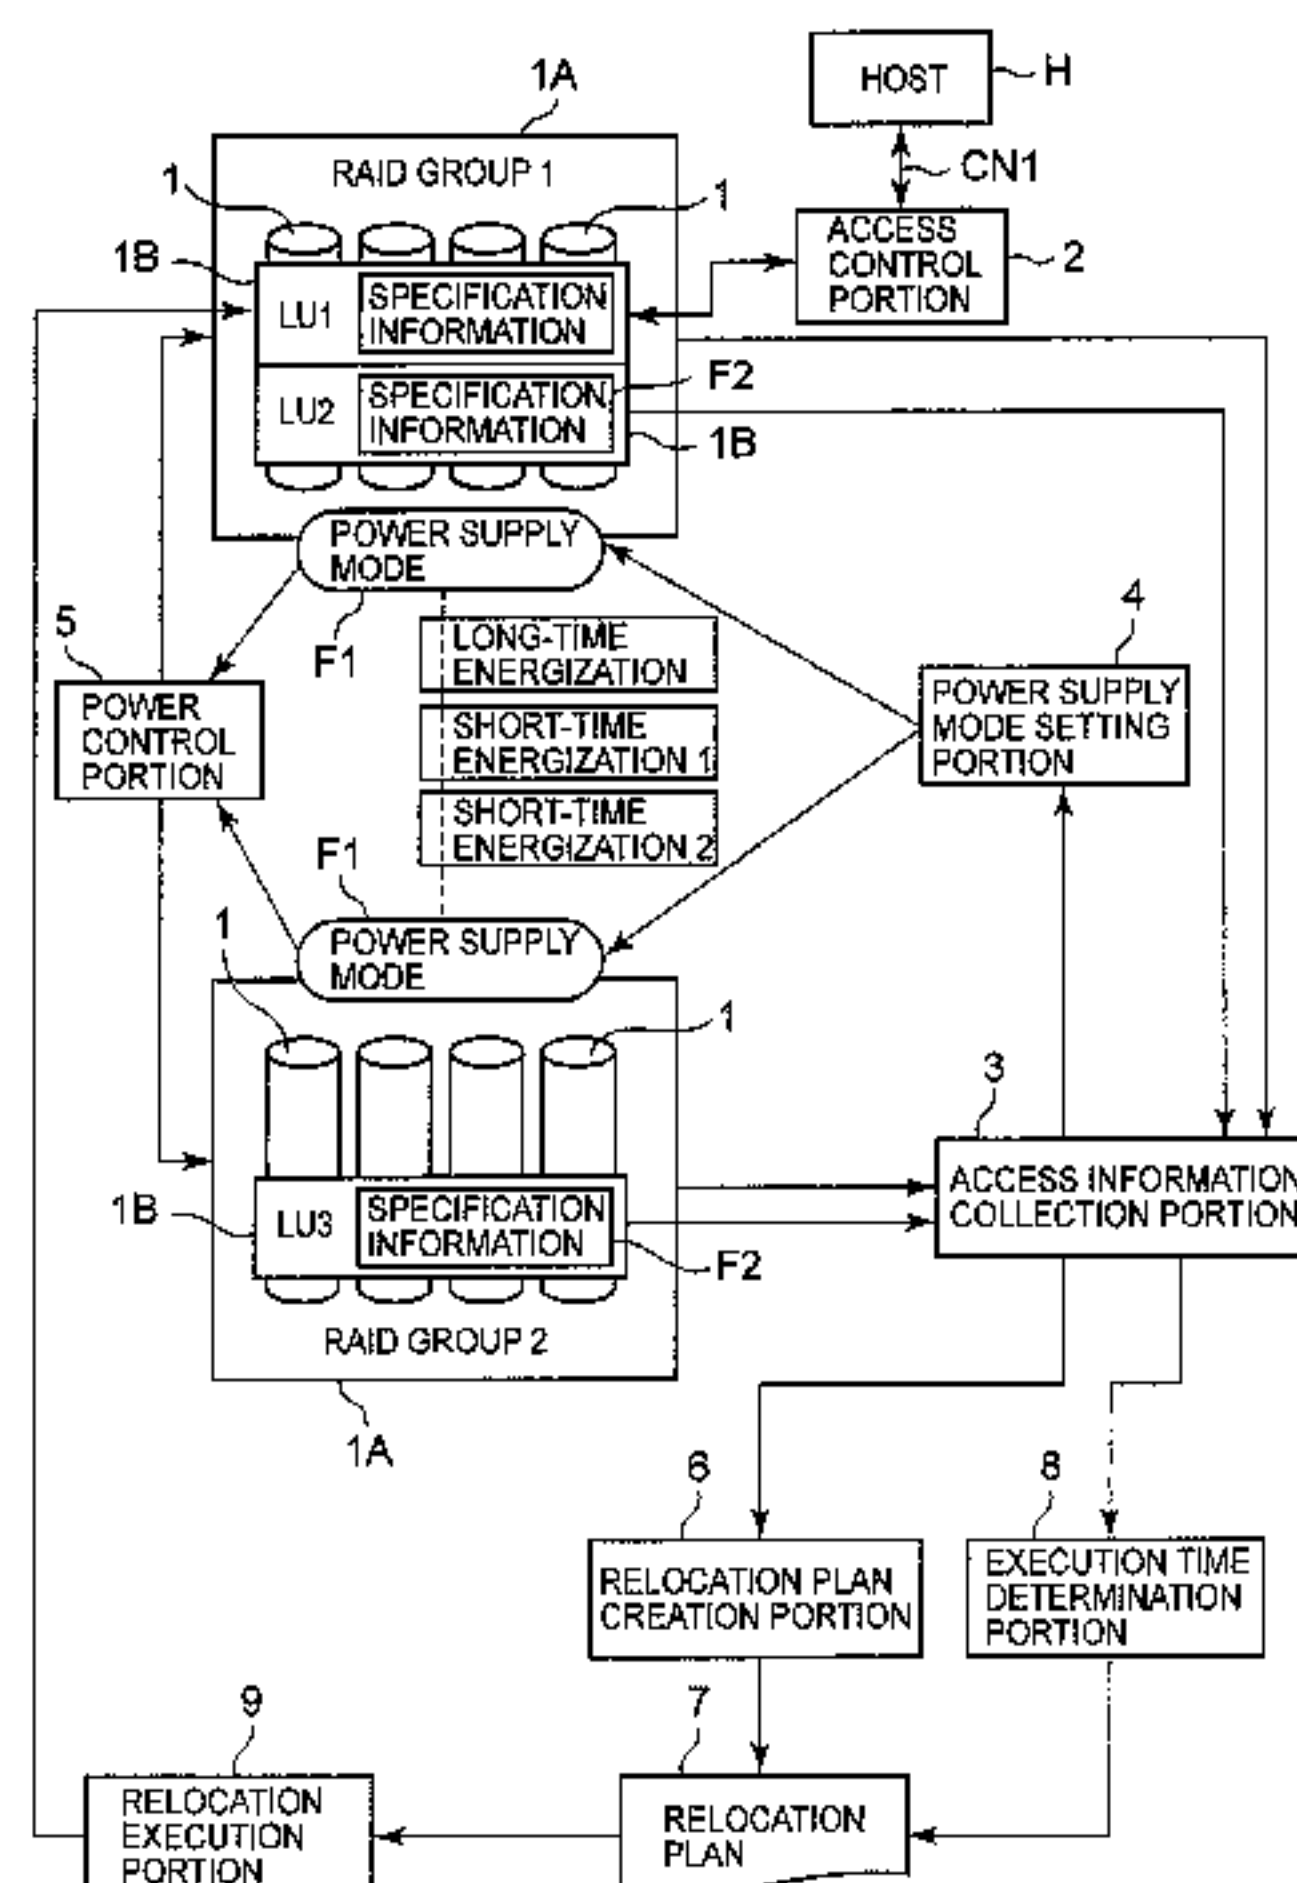 HOST
H
1A
CN1
RAID GROUP 1
1
1
ACCESS
CONTROL
PORTION
2
1B
LU1
SPECIFICATION
INFORMATION
LU2
SPECIFICATION
INFORMATION
F2
1B
POWER SUPPLY
MODE
F1
4
5
LONG-TIME
ENERGIZATION
POWER
CONTROL
PORTION
SHORT-TIME
ENERGIZATION 1
POWER SUPPLY
MODE SETTING
PORTION
SHORT-TIME
ENERGIZATION 2
F1
POWER SUPPLY
MODE
1
1
3
ACCESS INFORMATION
COLLECTION PORTION
1B
LU3
SPECIFICATION
INFORMATION
F2
RAID GROUP 2
1A
6
8
RELOCATION PLAN
CREATION PORTION
EXECUTION TIME
DETERMINATION
PORTION
9
7
RELOCATION
EXECUTION
PORTION
RELOCATION
PLAN